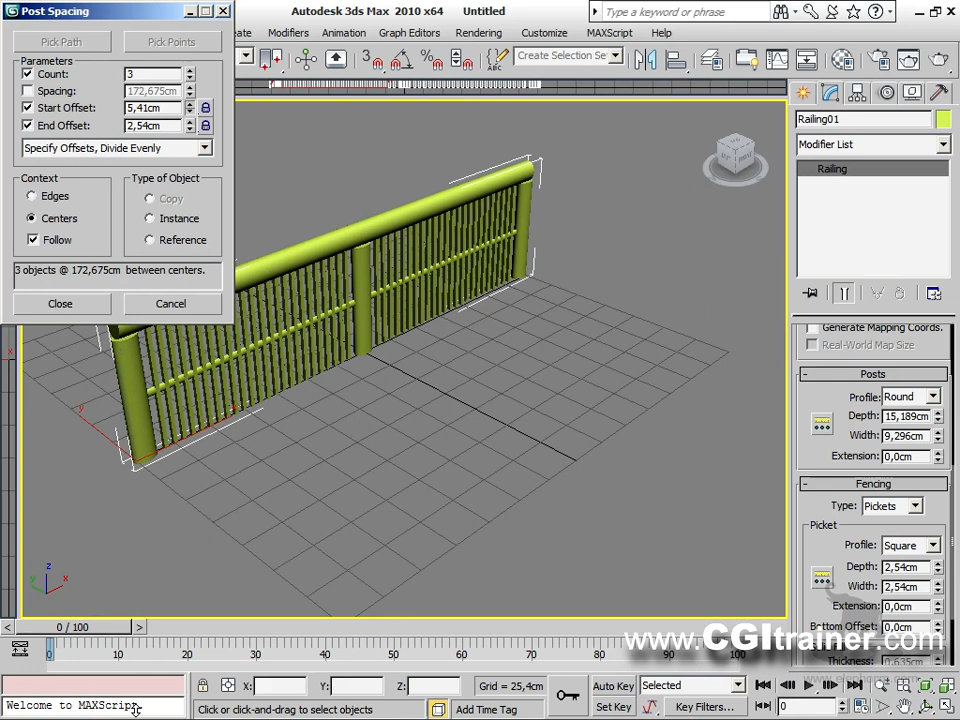 Post Spacing
Autodesk 3ds Max 2010 x64 Untitled
Type a keyword or phrase
Modifiers Animation Graph Editors Rendering Customize MAXScript Help
Create Selection Se
Pick Path Pick Points
Parameters
Count: 3
Spacing: 172,675cm
Start Offset: 5,41cm
End Offset: 2,54cm
Specify Offsets, Divide Evenly
Context
Edges
Centers
Follow
Type of Object
Copy
Instance
Reference
3 objects @ 172,675cm between centers.
Close Cancel
Railing01
Modifier List
Railing
Generate Mapping Coords.
Real-World Map Size
Posts
Profile: Round
Depth: 15,189cm
Width: 9,296cm
Extension: 0,0cm
Fencing
Type: Pickets
Picket
Profile: Square
Depth: 2,54cm
Width: 2,54cm
Extension: 0,0cm
Bottom Offset: 0,0cm
Thickness: 0,635cm
www.CGItrainer.com
z
y x
y
x
0 / 100
0 10 20 30 40 50 60 70 80 90 100
X: Y: Z: Grid = 25,4cm
Auto Key Selected
Set Key Key Filters...
0
Welcome to MAXScript.
Click or click-and-drag to select objects
Add Time Tag